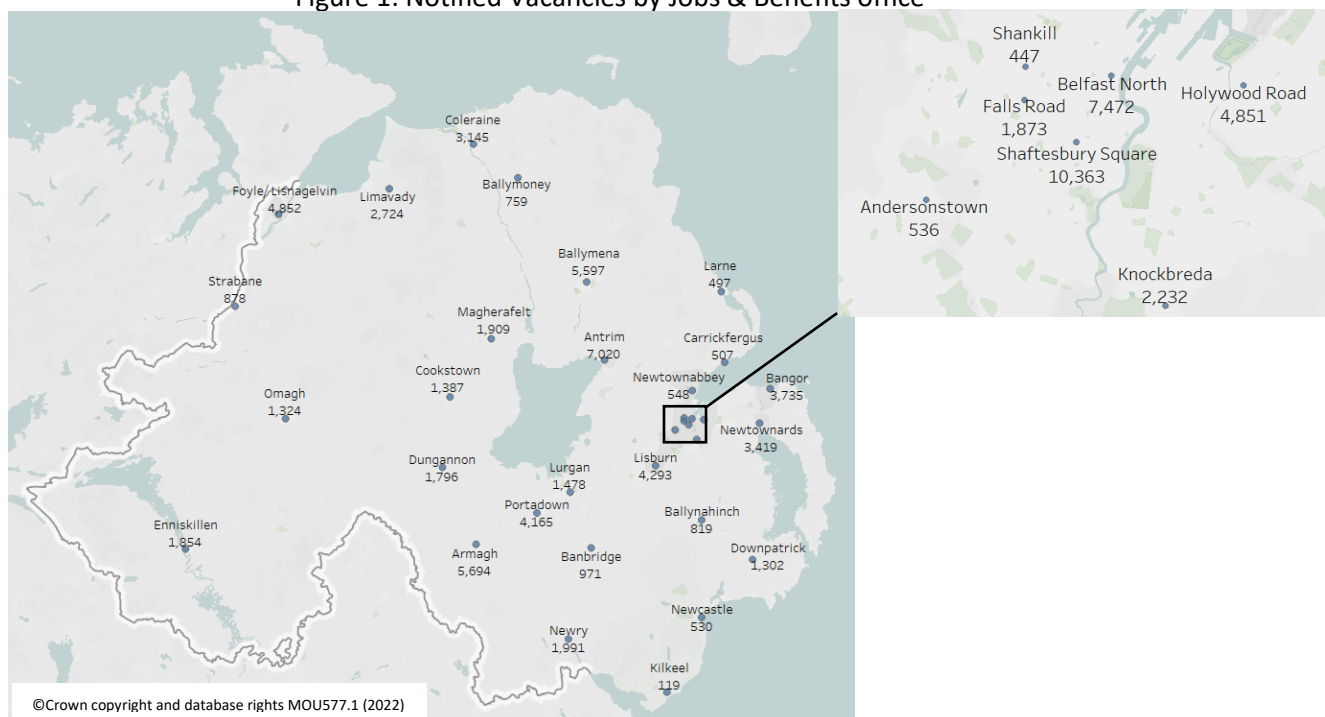 Figure 1: Notified Vacancies by Jobs & Benefits office
Shankill
447
Belfast North
7,472
Holywood Road
4,851
Falls Road
1,873
Shaftesbury Square
10,363
Andersonstown
536
Knockbreda
2,232
Coleraine
3,145
Ballymoney
759
Foyle/Lisnagelvin
4,852
Limavady
2,724
Ballymena
5,597
Larne
497
Strabane
878
Magherafelt
1,909
Antrim
7,020
Carrickfergus
507
Cookstown
1,387
Newtownabbey
548
Bangor
3,735
Omagh
1,324
Newtownards
3,419
Dungannon
1,796
Lurgan
1,478
Lisburn
4,293
Portadown
4,165
Ballynahinch
819
Enniskillen
1,854
Armagh
5,694
Banbridge
971
Downpatrick
1,302
Newcastle
530
Newry
1,991
Kilkeel
119
©Crown copyright and database rights MOU577.1 (2022)